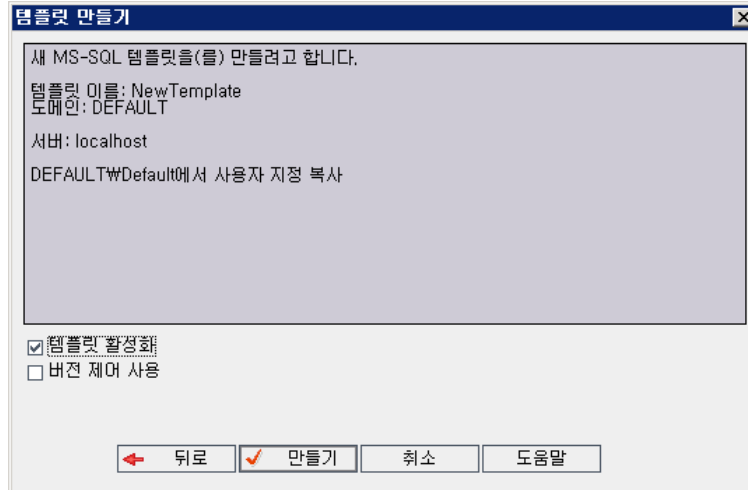 템플릿 만들기
새 MS-SQL 템플릿을(를) 만들려고 합니다.
템플릿 이름: NewTemplate
도메인: DEFAULT
서버: localhost
DEFAULT₩Default에서 사용자 지정 복사
템플릿 활성화
버전 제어 사용
뒤로 만들기 취소 도움말